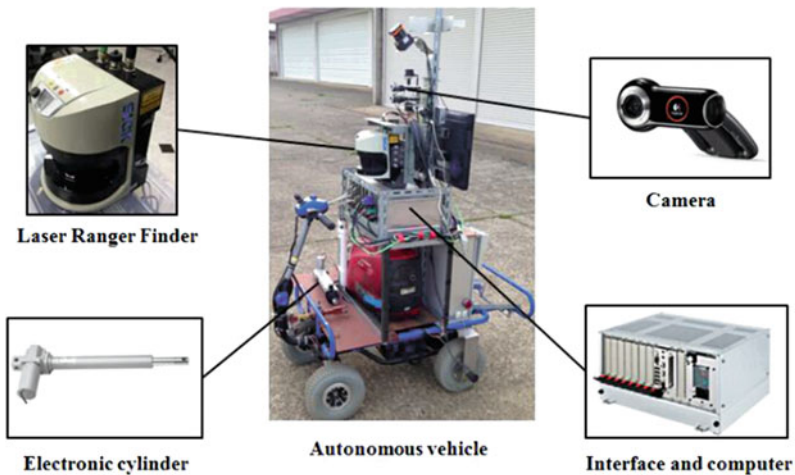 Laser Ranger Finder
Camera
Electronic cylinder
Autonomous vehicle
Interface and computer